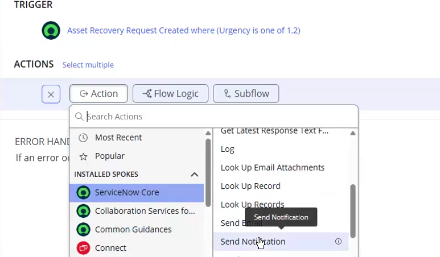 TRIGGER
Asset Recovery Request Created where (Urgency is one of 1.2)
ACTIONS Select multiple
Action Flow Logic Subflow
Search Actions
Most Recent
Popular
INSTALLED SPOKES
ServiceNow Core
Collaboration Services fo...
Common Guidances
Connect
Get Latest Response Text F...
Log
Look Up Email Attachments
Look Up Record
Look Up Records
Send
Send Notification
Send Notification
ERROR HAND
If an error o